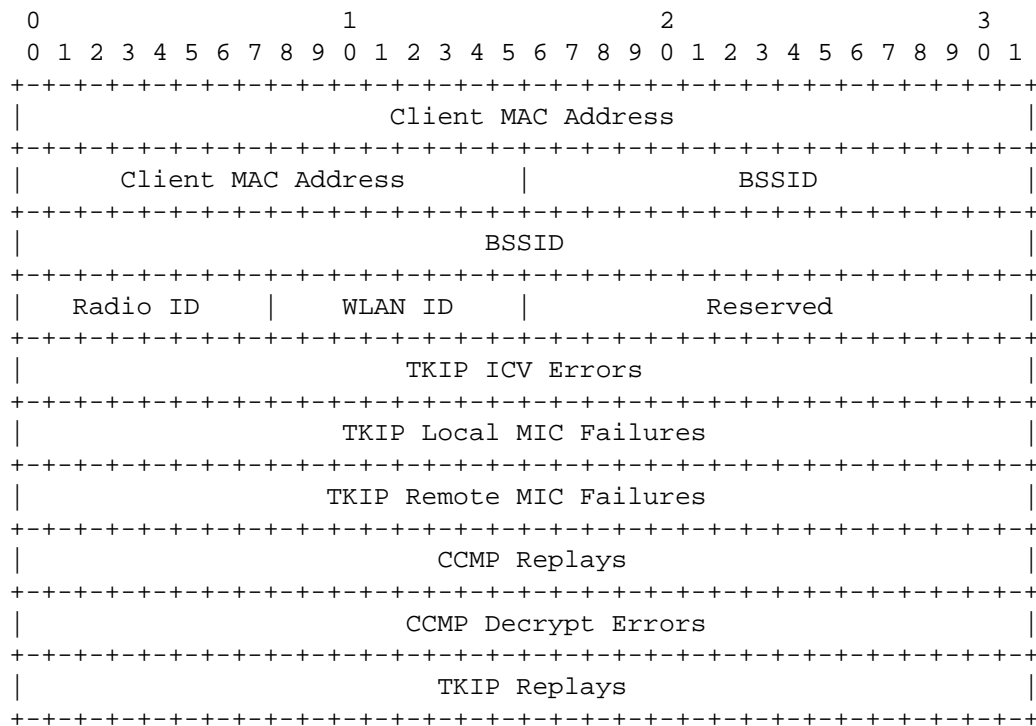 0                   1                   2                   3
 0 1 2 3 4 5 6 7 8 9 0 1 2 3 4 5 6 7 8 9 0 1 2 3 4 5 6 7 8 9 0 1
+-+-+-+-+-+-+-+-+-+-+-+-+-+-+-+-+-+-+-+-+-+-+-+-+-+-+-+-+-+-+-+-+
|                       Client MAC Address                      |
+-+-+-+-+-+-+-+-+-+-+-+-+-+-+-+-+-+-+-+-+-+-+-+-+-+-+-+-+-+-+-+-+
|      Client MAC Address       |             BSSID             |
+-+-+-+-+-+-+-+-+-+-+-+-+-+-+-+-+-+-+-+-+-+-+-+-+-+-+-+-+-+-+-+-+
|                             BSSID                             |
+-+-+-+-+-+-+-+-+-+-+-+-+-+-+-+-+-+-+-+-+-+-+-+-+-+-+-+-+-+-+-+-+
|   Radio ID    |    WLAN ID    |           Reserved            |
+-+-+-+-+-+-+-+-+-+-+-+-+-+-+-+-+-+-+-+-+-+-+-+-+-+-+-+-+-+-+-+-+
|                        TKIP ICV Errors                        |
+-+-+-+-+-+-+-+-+-+-+-+-+-+-+-+-+-+-+-+-+-+-+-+-+-+-+-+-+-+-+-+-+
|                    TKIP Local MIC Failures                    |
+-+-+-+-+-+-+-+-+-+-+-+-+-+-+-+-+-+-+-+-+-+-+-+-+-+-+-+-+-+-+-+-+
|                   TKIP Remote MIC Failures                    |
+-+-+-+-+-+-+-+-+-+-+-+-+-+-+-+-+-+-+-+-+-+-+-+-+-+-+-+-+-+-+-+-+
|                          CCMP Replays                         |
+-+-+-+-+-+-+-+-+-+-+-+-+-+-+-+-+-+-+-+-+-+-+-+-+-+-+-+-+-+-+-+-+
|                        CCMP Decrypt Errors                    |
+-+-+-+-+-+-+-+-+-+-+-+-+-+-+-+-+-+-+-+-+-+-+-+-+-+-+-+-+-+-+-+-+
|                          TKIP Replays                         |
+-+-+-+-+-+-+-+-+-+-+-+-+-+-+-+-+-+-+-+-+-+-+-+-+-+-+-+-+-+-+-+-+